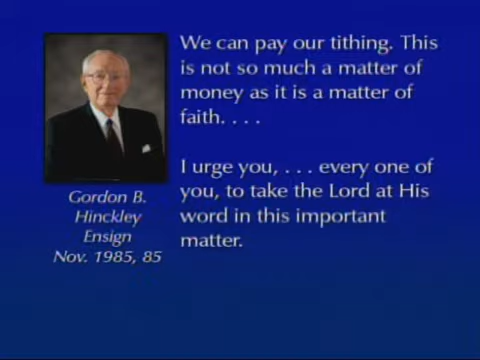 We can pay our tithing. This
is not so much a matter of
money as it is a matter of
faith. . . .
I urge you, . . . every one of
you, to take the Lord at His
word in this important
matter.
Gordon B.
Hinckley
Ensign
Nov. 1985, 85